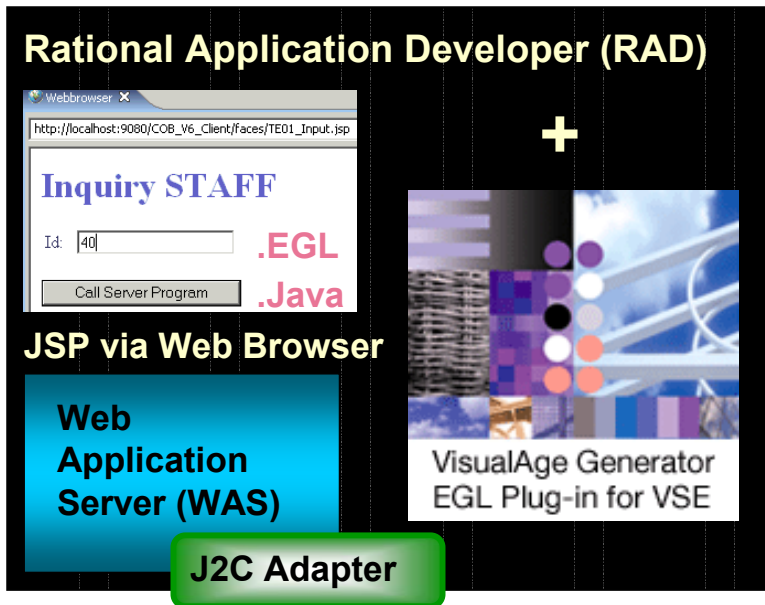 Rational Application Developer (RAD)
Webbrowser
http://localhost:9080/COB_V6_Client/faces/TE01_Input.jsp
+
Inquiry STAFF
Id: 40
.EGL
Call Server Program
.Java
JSP via Web Browser
Web
Application
Server (WAS)
VisualAge Generator
EGL Plug-in for VSE
J2C Adapter